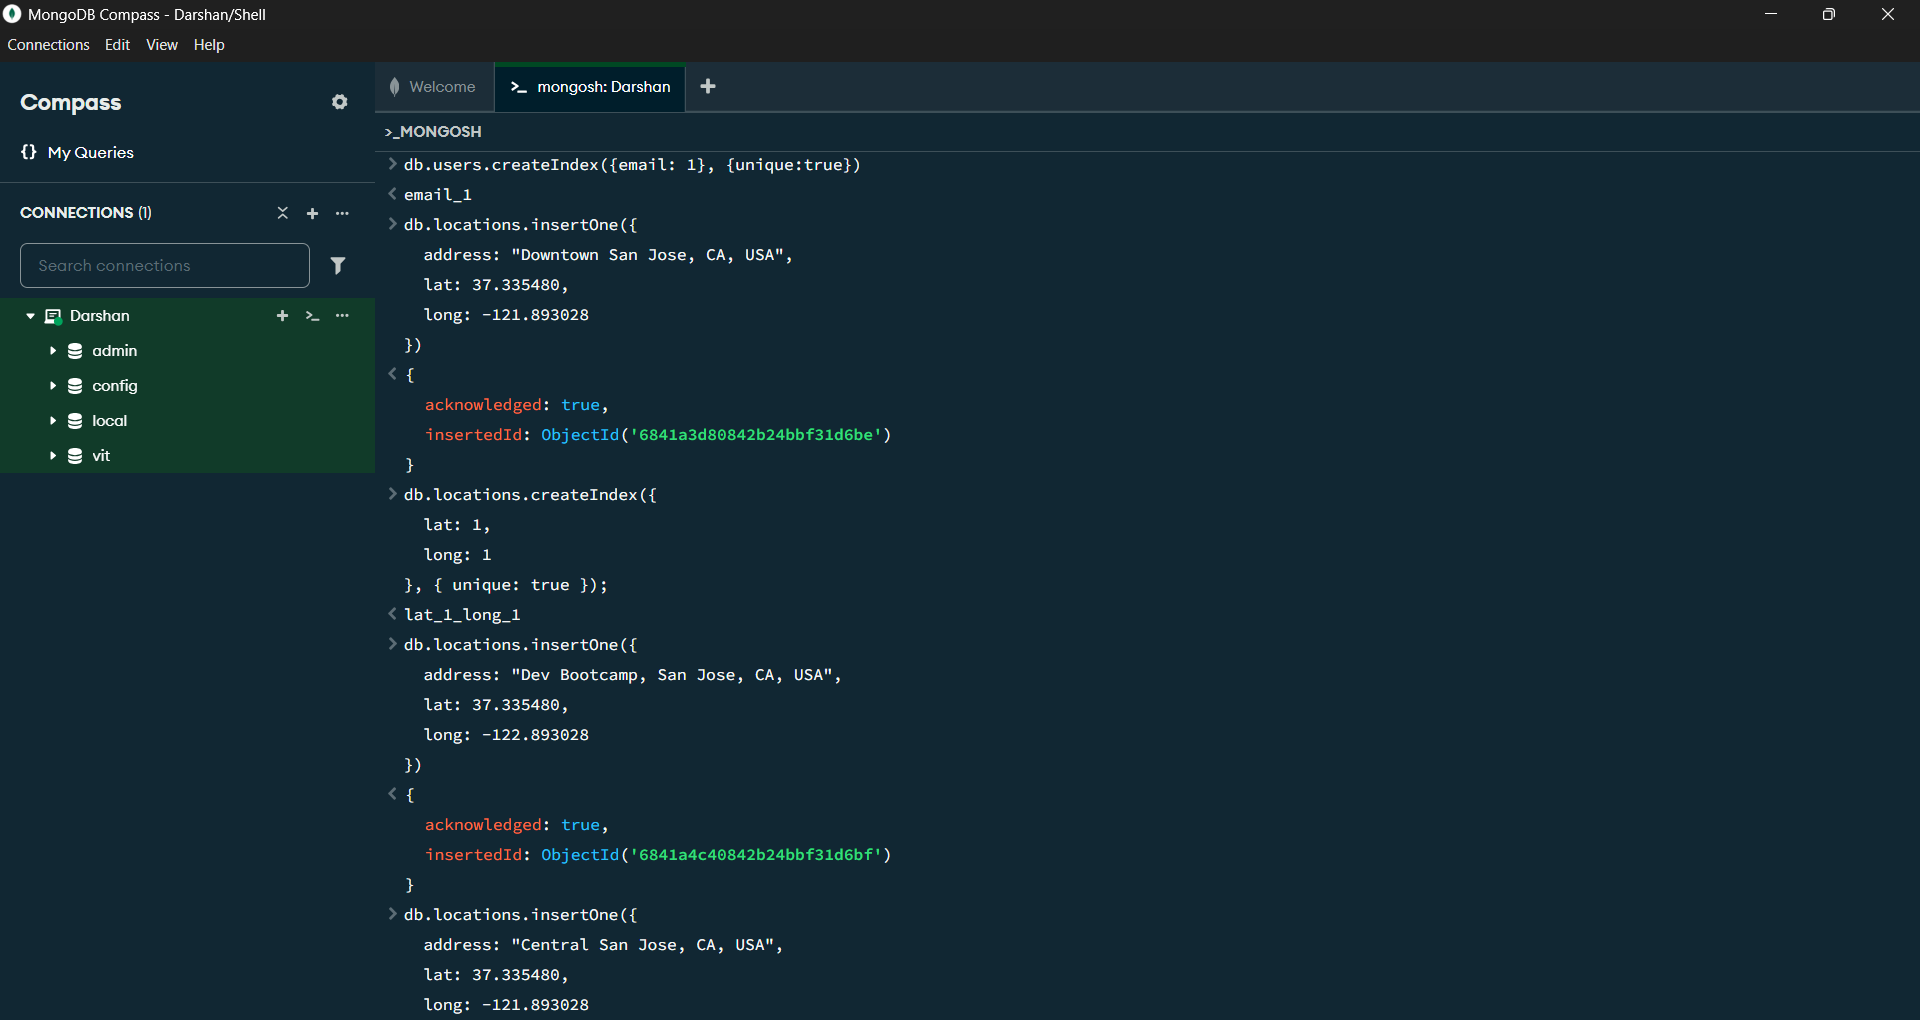 MongoDB Compass - Darshan/Shell
Connections Edit View Help
Compass
{} My Queries
CONNECTIONS (1)
Search connections
Darshan
admin
config
local
vit
Welcome
>_ mongosh: Darshan
>_MONGOSH
> db.users.createIndex({email: 1}, {unique:true})
< email_1
> db.locations.insertOne({
address: "Downtown San Jose, CA, USA",
lat: 37.335480,
long: -121.893028
})
< {
acknowledged: true,
insertedId: ObjectId('6841a3d80842b24bbf31d6be')
}
> db.locations.createIndex({
lat: 1,
long: 1
}, { unique: true });
< lat_1_long_1
> db.locations.insertOne({
address: "Dev Bootcamp, San Jose, CA, USA",
lat: 37.335480,
long: -122.893028
})
< {
acknowledged: true,
insertedId: ObjectId('6841a4c40842b24bbf31d6bf')
}
> db.locations.insertOne({
address: "Central San Jose, CA, USA",
lat: 37.335480,
long: -121.893028